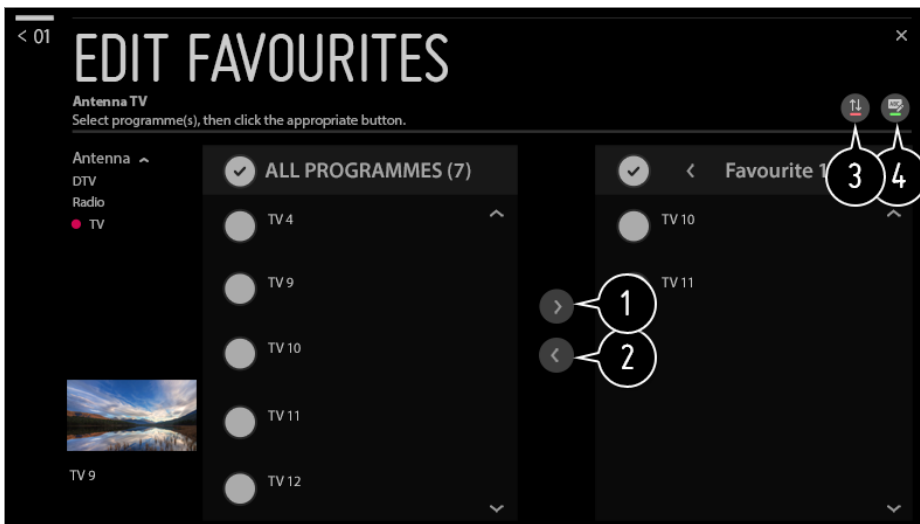 < 01
EDIT FAVOURITES
Antenna TV
Select programme(s), then click the appropriate button.
3
4
Antenna
DTV
Radio
TV
TV 9
ALL PROGRAMMES (7)
TV 4
TV 9
TV 10
TV 11
TV 12
1
2
Favourite 1
TV 10
TV 11